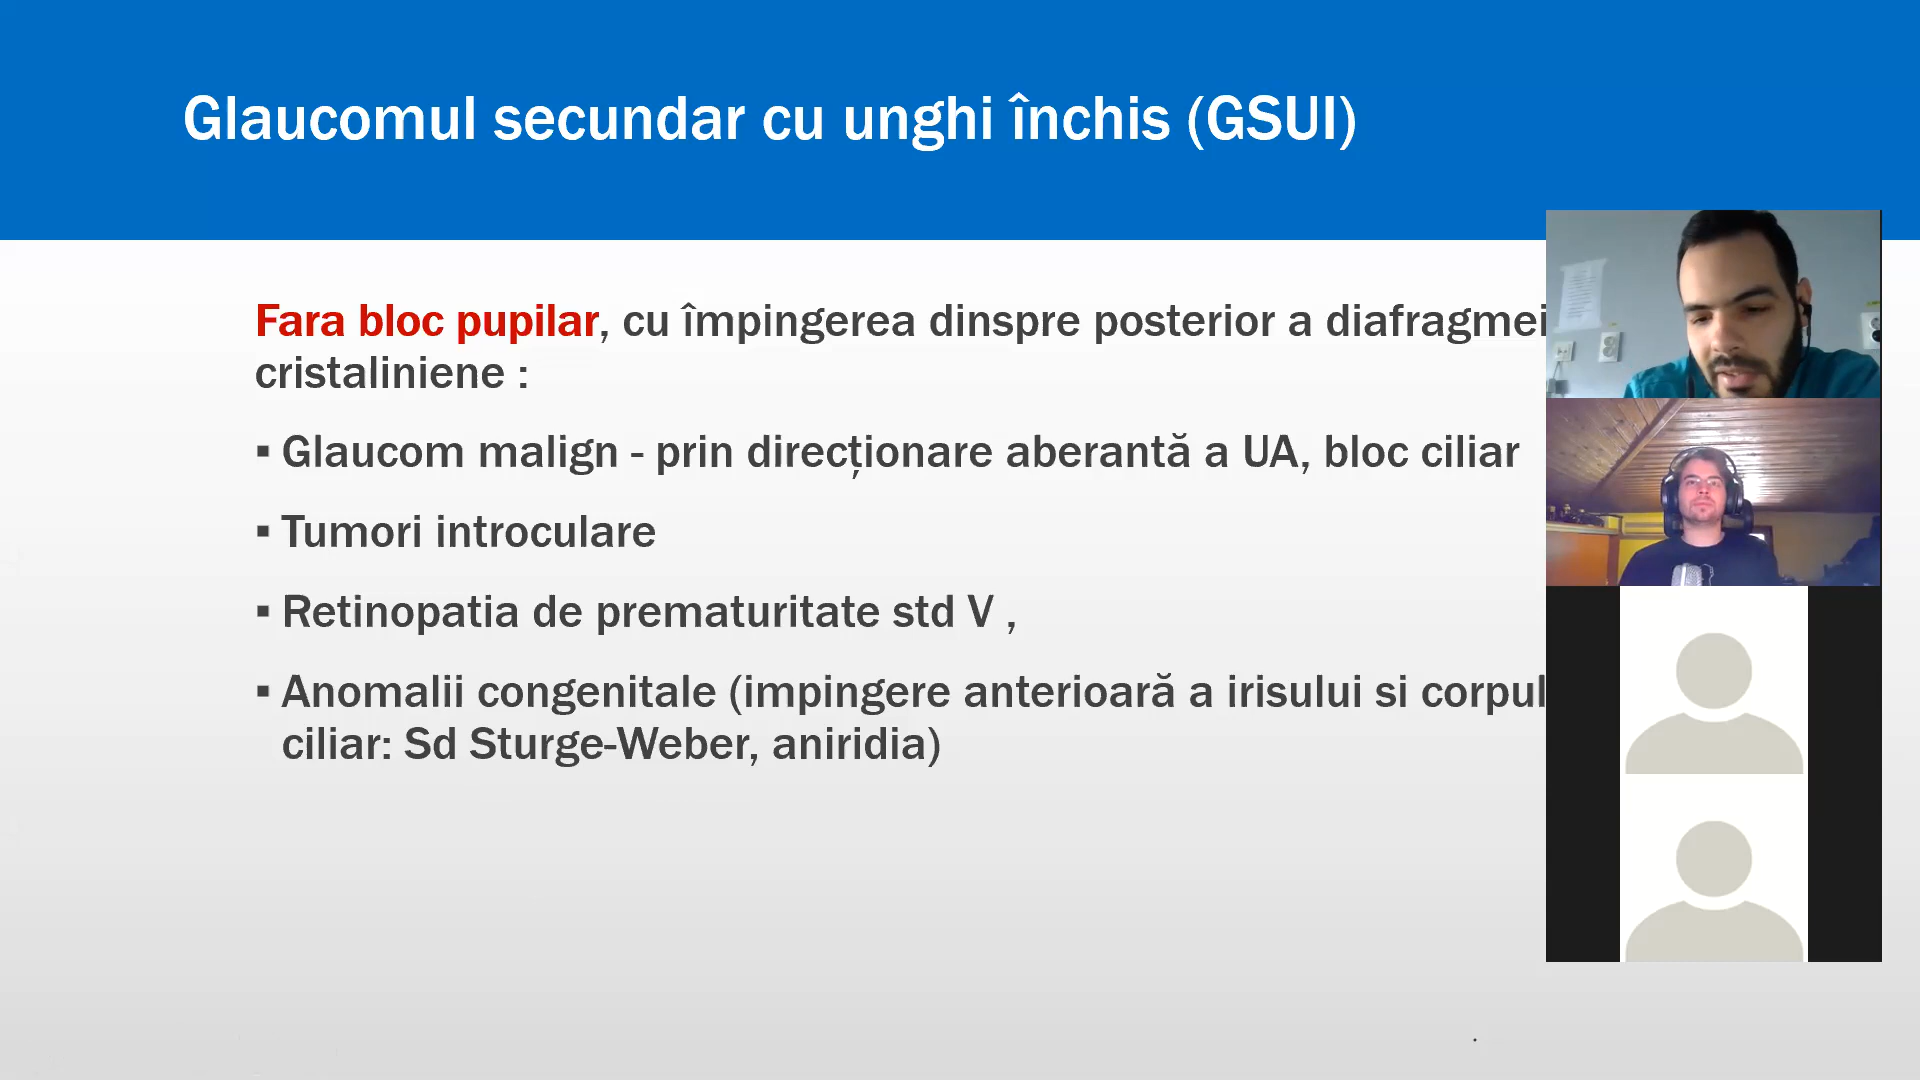 Glaucomul secundar cu unghi închis (GSUI)
Fara bloc pupilar, cu împingerea dinspre posterior a diafragmei
cristaliniene :
▪ Glaucom malign - prin direcționare aberantă a UA, bloc ciliar
▪ Tumori introculare
▪ Retinopatia de prematuritate std V ,
▪ Anomalii congenitale (impingere anterioară a irisului si
ciliar: Sd Sturge-Weber, aniridia)